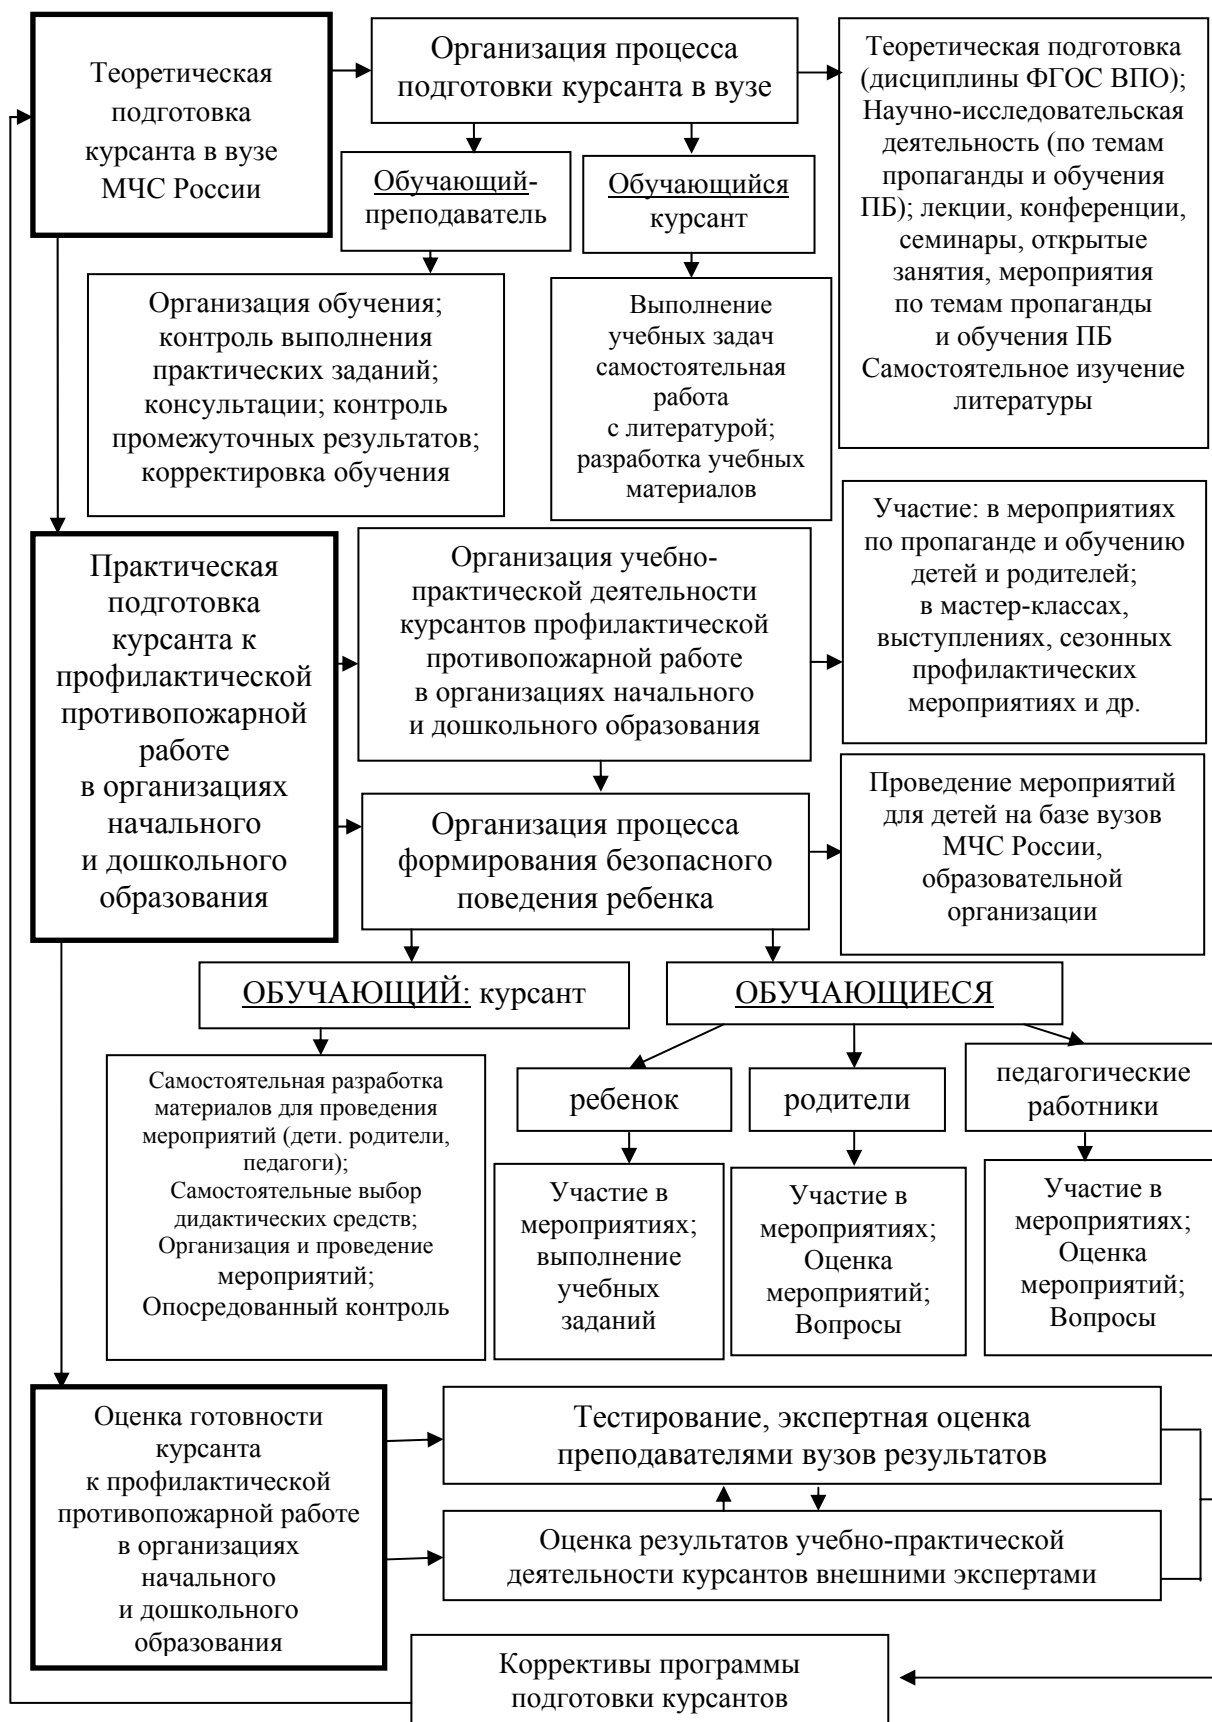 Теоретическая
подготовка
курсанта в вузе
МЧС России
Организация процесса
подготовки курсанта в вузе
Теоретическая подготовка
(дисциплины ФГОС ВПО);
Научно-исследовательская
деятельность (по темам
пропаганды и обучения
ПБ); лекции, конференции,
семинары, открытые
занятия, мероприятия
по темам пропаганды
и обучения ПБ
Самостоятельное изучение
литературы
Обучающий-
преподаватель
Обучающийся
курсант
Организация обучения;
контроль выполнения
практических заданий;
консультации; контроль
промежуточных результатов;
корректировка обучения
Выполнение
учебных задач
самостоятельная
работа
с литературой;
разработка учебных
материалов
Практическая
подготовка
курсанта к
профилактической
противопожарной
работе
в организациях
начального
и дошкольного
образования
Организация учебно-
практической деятельности
курсантов профилактической
противопожарной работе
в организациях начального
и дошкольного образования
Участие: в мероприятиях
по пропаганде и обучению
детей и родителей;
в мастер-классах,
выступлениях, сезонных
профилактических
мероприятиях и др.
Организация процесса
формирования безопасного
поведения ребенка
Проведение мероприятий
для детей на базе вузов
МЧС России,
образовательной
организации
ОБУЧАЮЩИЙ: курсант
ОБУЧАЮЩИЕСЯ
Самостоятельная разработка
материалов для проведения
мероприятий (дети. родители,
педагоги);
Самостоятельные выбор
дидактических средств;
Организация и проведение
мероприятий;
Опосредованный контроль
ребенок
родители
педагогические
работники
Участие в
мероприятиях;
выполнение
учебных
заданий
Участие в
мероприятиях;
Оценка
мероприятий;
Вопросы
Участие в
мероприятиях;
Оценка
мероприятий;
Вопросы
Оценка готовности
курсанта
к профилактической
противопожарной работе
в организациях
начального
и дошкольного
образования
Тестирование, экспертная оценка
преподавателями вузов результатов
Оценка результатов учебно-практической
деятельности курсантов внешними экспертами
Коррективы программы
подготовки курсантов